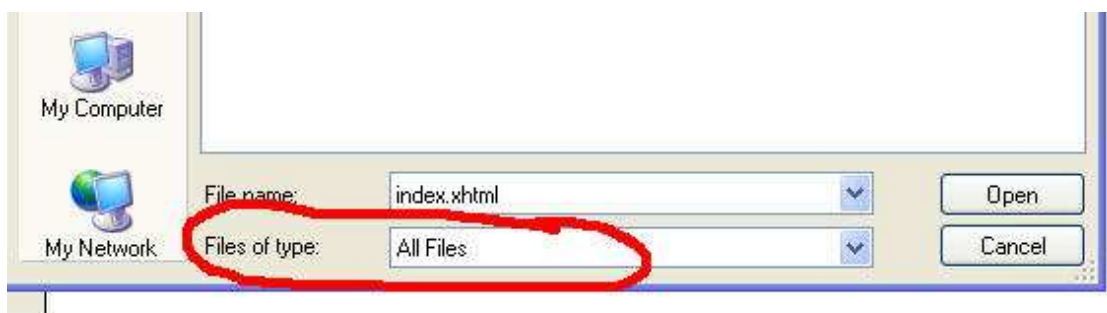 My Computer
File name: index.xhtml Open
My Network Files of type: All Files Cancel